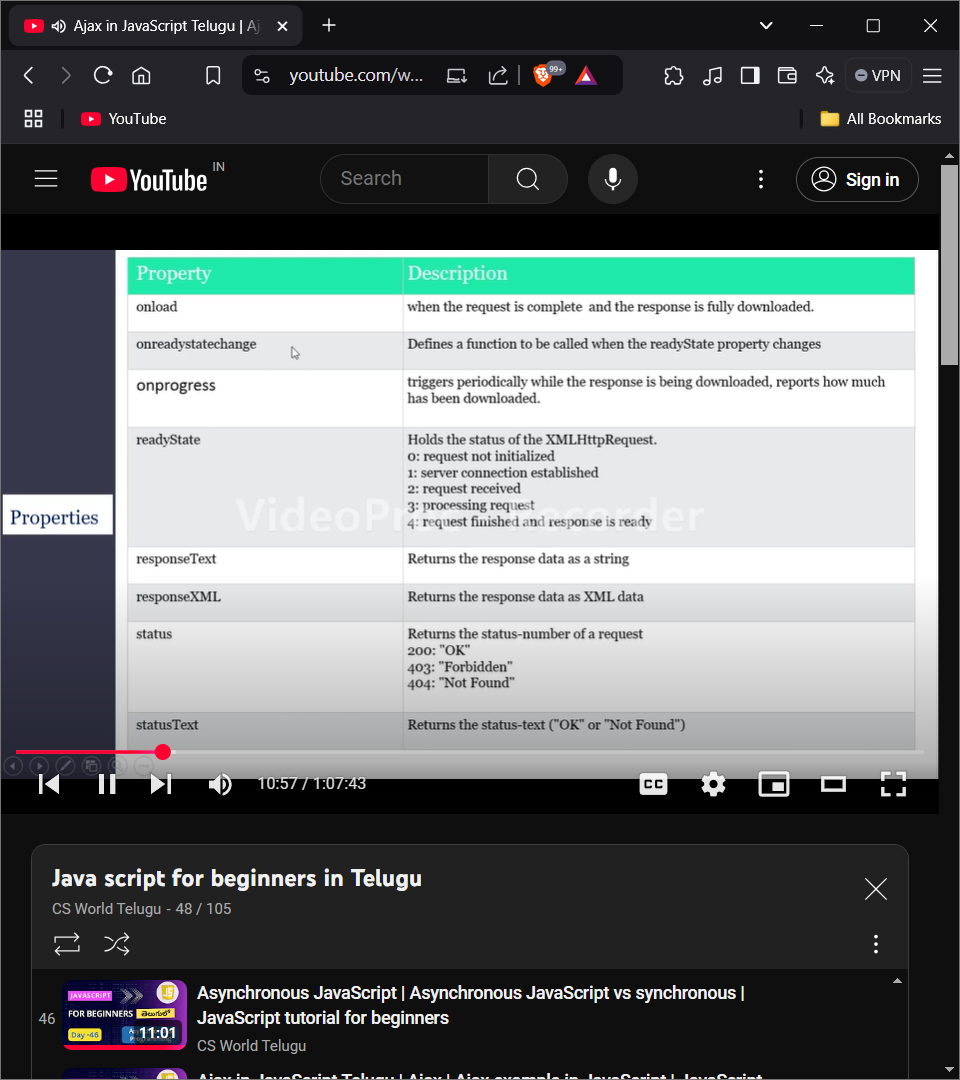 Ajax in JavaScript Telugu | Aj
youtube.com/w...
99+
VPN
YouTube
All Bookmarks
YouTube IN
Search
Sign in
Property Description
onload when the request is complete and the response is fully downloaded.
onreadystatechange Defines a function to be called when the readyState property changes
onprogress triggers periodically while the response is being downloaded, reports how much
has been downloaded.
readyState Holds the status of the XMLHttpRequest.
0: request not initialized
1: server connection established
2: request received
3: processing request
4: request finished and response is ready
Properties
responseText Returns the response data as a string
responseXML Returns the response data as XML data
status Returns the status-number of a request
200: "OK"
403: "Forbidden"
404: "Not Found"
statusText Returns the status-text ("OK" or "Not Found")
10:57 / 1:07:43
CC
Java script for beginners in Telugu
CS World Telugu - 48 / 105
46
JAVASCRIPT
JS
FOR BEGINNERS తెలుగులో
Day -46
11:01
Asynchronous JavaScript | Asynchronous JavaScript vs synchronous |
JavaScript tutorial for beginners
CS World Telugu
Ajax in JavaScript Telugu | Ajax | Ajax example in JavaScript | JavaScript